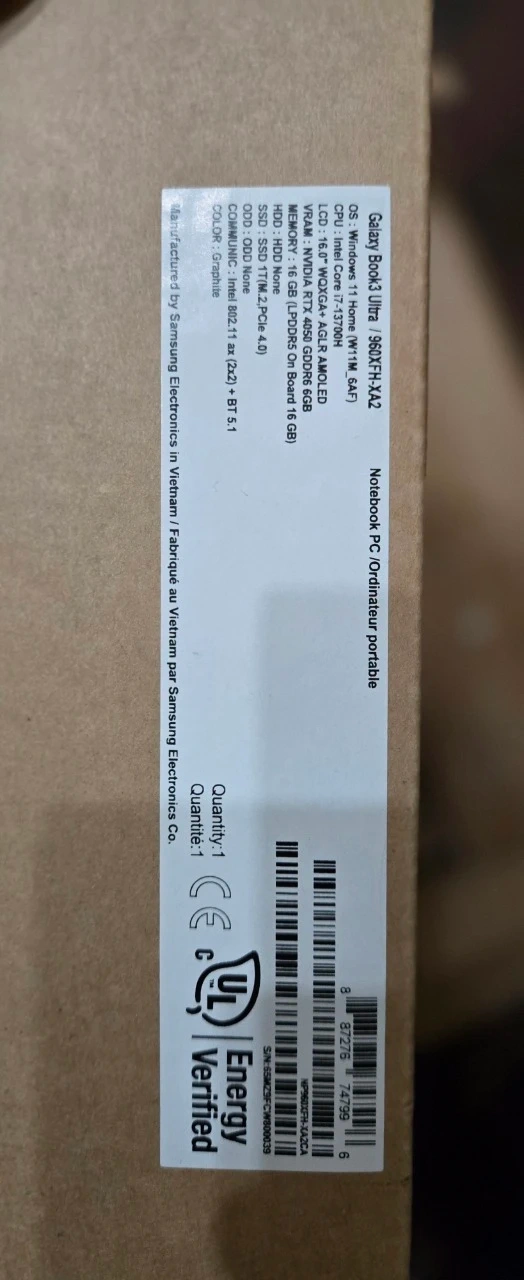 Galaxy Book3 Ultra / 960XFH-XA2
Notebook PC /Ordinateur portable
OS : Windows 11 Home (W11M_6AF)
CPU : Intel Core i7-13700H
LCD : 16.0" WQXGA+ AGLR AMOLED
VRAM : NVIDIA RTX 4050 GDDR6 6GB
MEMORY : 16 GB (LPDDR5 On Board 16 GB)
HDD : HDD None
SSD : SSD 1T(M.2,PCIe 4.0)
ODD : ODD None
COMMUNIC : Intel 802.11 ax (2x2) + BT 5.1
COLOR : Graphite
Manufactured by Samsung Electronics in Vietnam / Fabriqué au Vietnam par Samsung Electronics Co.
Quantity:1
Quantité:1
CE
C UL
Energy
Verified
8 87276 74799 6
NP960XFH-XA2CA